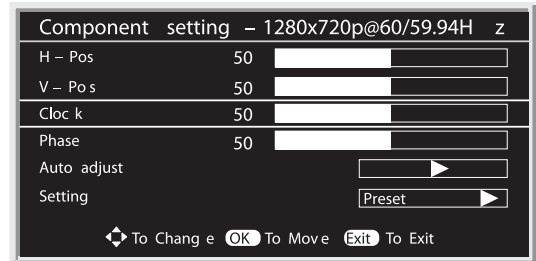 Component setting – 1280x720p@60/59.94H z
H – Pos 50
V – Po s 50
Cloc k 50
Phase 50
Auto adjust
Setting Preset
To Chang e OK To Mov e Exit To Exit